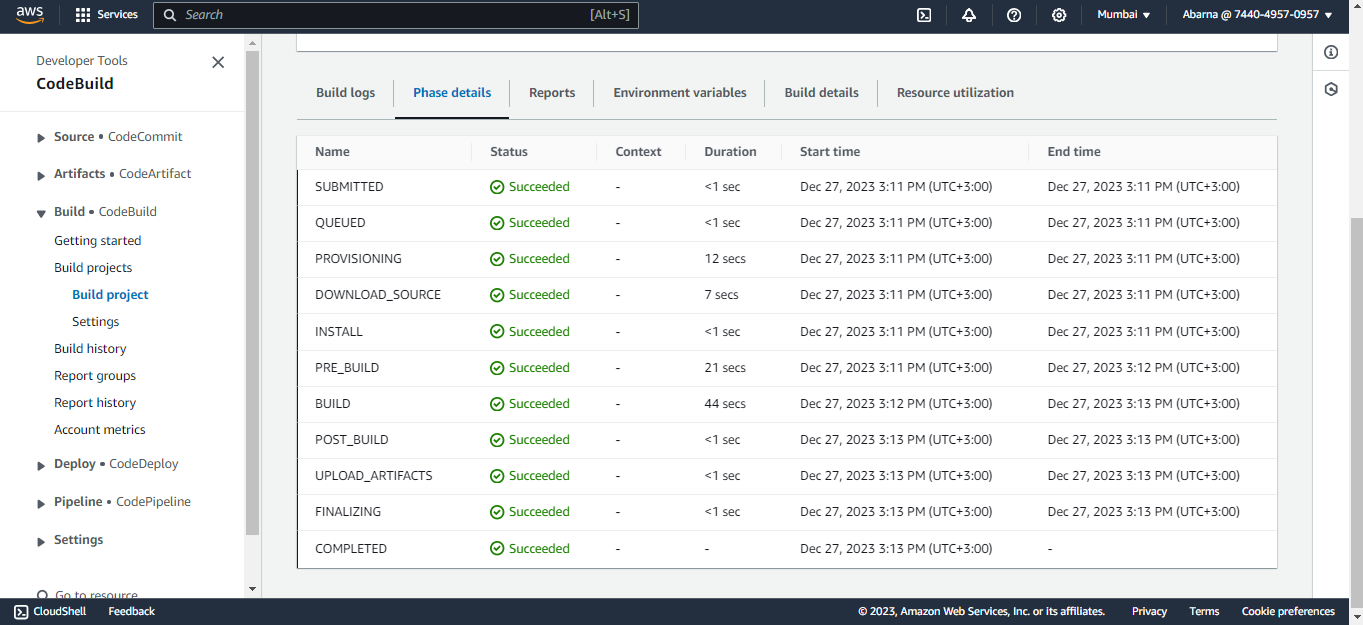 aws Services Search [Alt+S] Mumbai Abarna @ 7440-4957-0957
Developer Tools
CodeBuild
Source • CodeCommit
Artifacts • CodeArtifact
Build • CodeBuild
Getting started
Build projects
Build project
Settings
Build history
Report groups
Report history
Account metrics
Deploy • CodeDeploy
Pipeline • CodePipeline
Settings
Go to resource
Build logs Phase details Reports Environment variables Build details Resource utilization
Name Status Context Duration Start time End time
SUBMITTED Succeeded - <1 sec Dec 27, 2023 3:11 PM (UTC+3:00) Dec 27, 2023 3:11 PM (UTC+3:00)
QUEUED Succeeded - <1 sec Dec 27, 2023 3:11 PM (UTC+3:00) Dec 27, 2023 3:11 PM (UTC+3:00)
PROVISIONING Succeeded - 12 secs Dec 27, 2023 3:11 PM (UTC+3:00) Dec 27, 2023 3:11 PM (UTC+3:00)
DOWNLOAD_SOURCE Succeeded - 7 secs Dec 27, 2023 3:11 PM (UTC+3:00) Dec 27, 2023 3:11 PM (UTC+3:00)
INSTALL Succeeded - <1 sec Dec 27, 2023 3:11 PM (UTC+3:00) Dec 27, 2023 3:11 PM (UTC+3:00)
PRE_BUILD Succeeded - 21 secs Dec 27, 2023 3:11 PM (UTC+3:00) Dec 27, 2023 3:12 PM (UTC+3:00)
BUILD Succeeded - 44 secs Dec 27, 2023 3:12 PM (UTC+3:00) Dec 27, 2023 3:13 PM (UTC+3:00)
POST_BUILD Succeeded - <1 sec Dec 27, 2023 3:13 PM (UTC+3:00) Dec 27, 2023 3:13 PM (UTC+3:00)
UPLOAD_ARTIFACTS Succeeded - <1 sec Dec 27, 2023 3:13 PM (UTC+3:00) Dec 27, 2023 3:13 PM (UTC+3:00)
FINALIZING Succeeded - <1 sec Dec 27, 2023 3:13 PM (UTC+3:00) Dec 27, 2023 3:13 PM (UTC+3:00)
COMPLETED Succeeded - - Dec 27, 2023 3:13 PM (UTC+3:00) -
CloudShell Feedback © 2023, Amazon Web Services, Inc. or its affiliates. Privacy Terms Cookie preferences